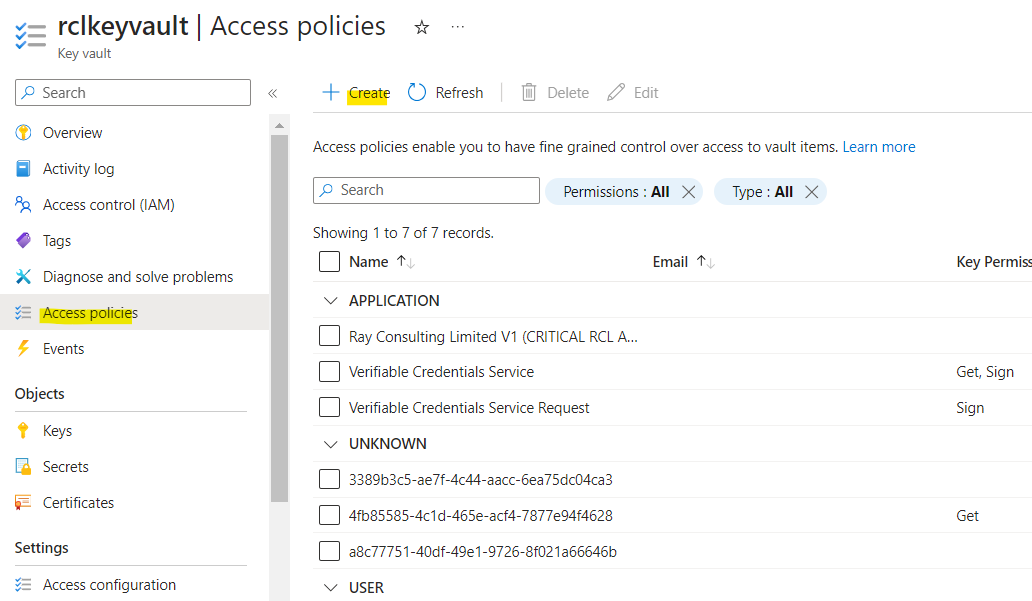 rclkeyvault | Access policies
Key vault
Search
Overview
Activity log
Access control (IAM)
Tags
Diagnose and solve problems
Access policies
Events
Objects
Keys
Secrets
Certificates
Settings
Access configuration
Create Refresh Delete Edit
Access policies enable you to have fine grained control over access to vault items. Learn more
Search Permissions : All Type : All
Showing 1 to 7 of 7 records.
Name Email Key Permiss
APPLICATION
Ray Consulting Limited V1 (CRITICAL RCL A...
Verifiable Credentials Service Get, Sign
Verifiable Credentials Service Request Sign
UNKNOWN
3389b3c5-ae7f-4c44-aacc-6ea75dc04ca3
4fb85585-4c1d-465e-acf4-7877e94f4628 Get
a8c77751-40df-49e1-9726-8f021a66646b
USER